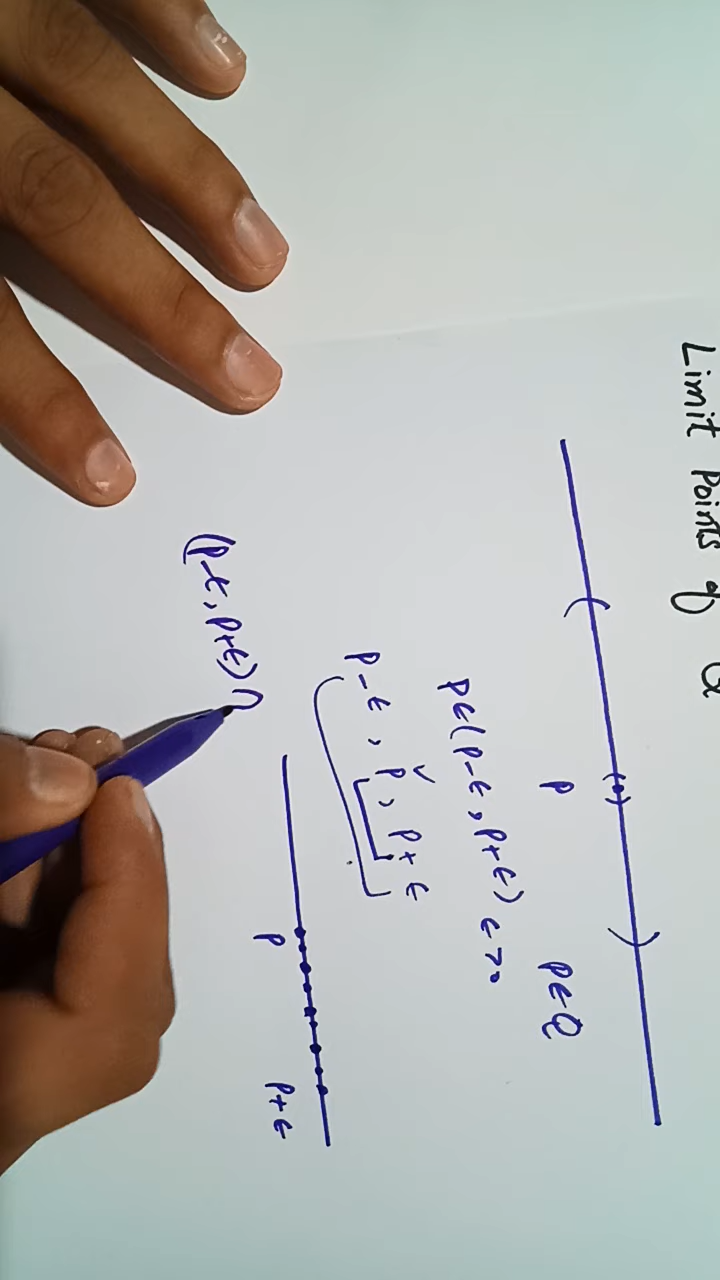 Limit Points of Q
( (•) )
P P∈Q
P∈(P-ϵ, P+ϵ) ϵ>0
P-ϵ, P, P+ϵ
P P+ϵ
(P-ϵ, P+ϵ) ∩